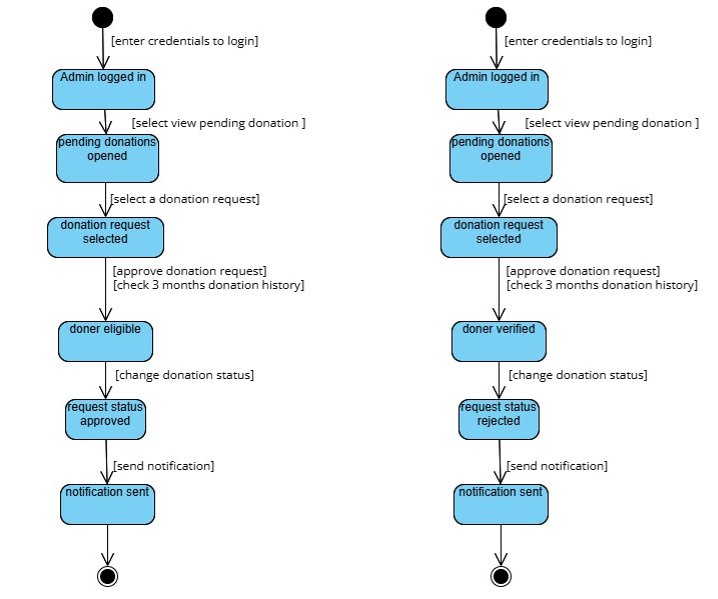 [enter credentials to login]
Admin logged in
[select view pending donation ]
pending donations
opened
[select a donation request]
donation request
selected
[approve donation request]
[check 3 months donation history]
doner eligible
[change donation status]
request status
approved
[send notification]
notification sent
[enter credentials to login]
Admin logged in
[select view pending donation ]
pending donations
opened
[select a donation request]
donation request
selected
[approve donation request]
[check 3 months donation history]
doner verified
[change donation status]
request status
rejected
[send notification]
notification sent